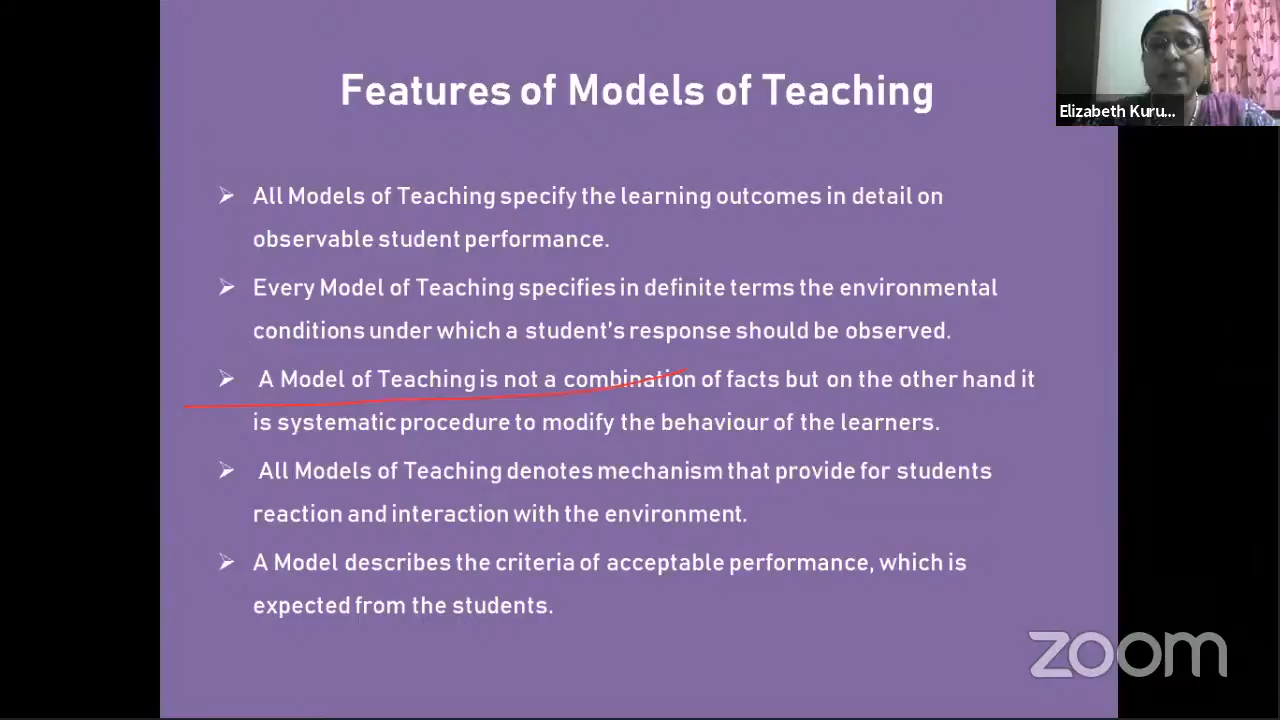 Features of Models of Teaching
Elizabeth Kuru...
➢ All Models of Teaching specify the learning outcomes in detail on
observable student performance.
➢ Every Model of Teaching specifies in definite terms the environmental
conditions under which a student's response should be observed.
➢ A Model of Teaching is not a combination of facts but on the other hand it
is systematic procedure to modify the behaviour of the learners.
➢ All Models of Teaching denotes mechanism that provide for students
reaction and interaction with the environment.
➢ A Model describes the criteria of acceptable performance, which is
expected from the students.
zoom